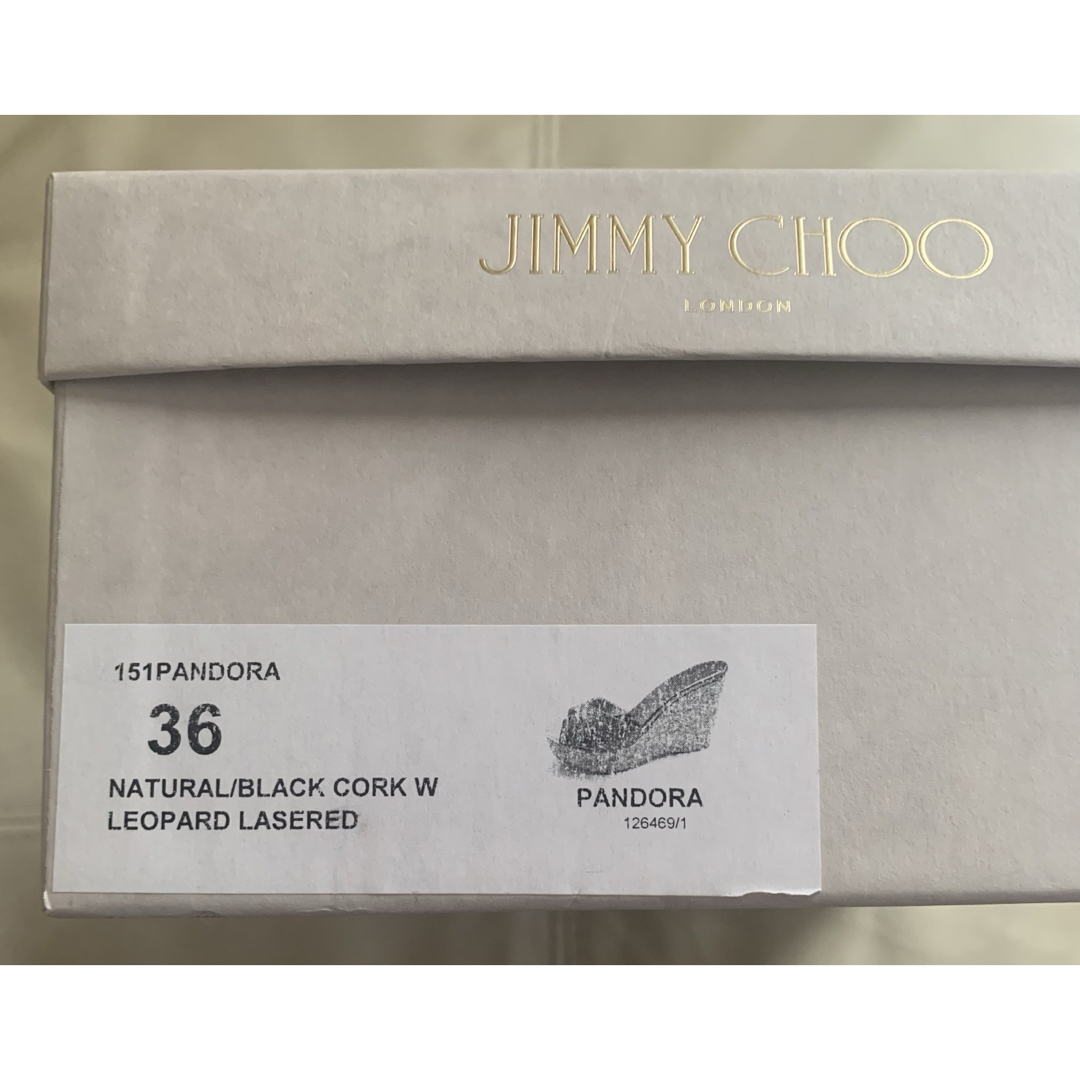 JIMMY CHOO
LONDON
151PANDORA
36
NATURAL/BLACK CORK W
LEOPARD LASERED
PANDORA
126469/1